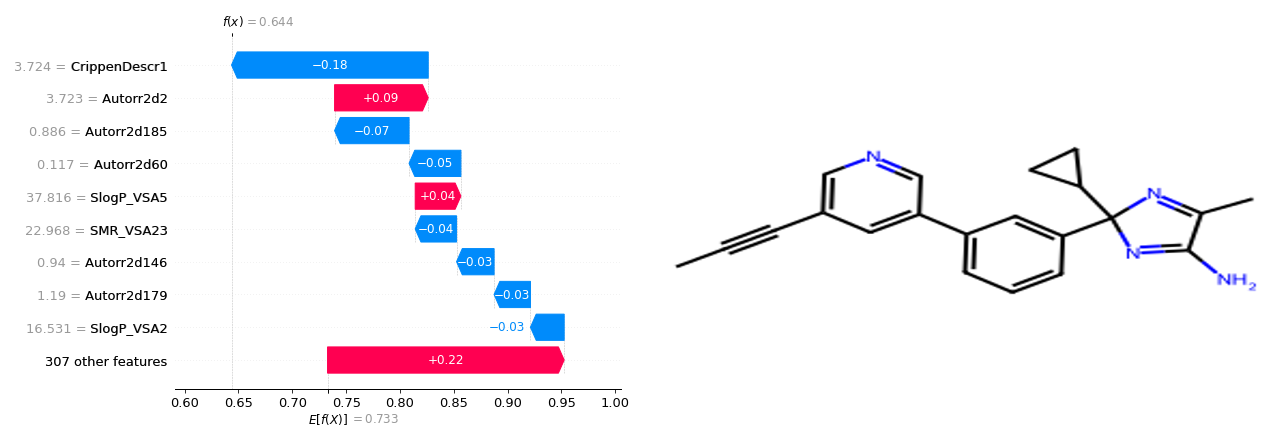 f(x) = 0.644
3.724 = CrippenDescr1
−0.18
3.723 = Autorr2d2
+0.09
0.886 = Autorr2d185
−0.07
0.117 = Autorr2d60
−0.05
37.816 = SlogP_VSA5
+0.04
22.968 = SMR_VSA23
−0.04
0.94 = Autorr2d146
−0.03
1.19 = Autorr2d179
−0.03
16.531 = SlogP_VSA2
−0.03
307 other features
+0.22
0.60 0.65 0.70 0.75 0.80 0.85 0.90 0.95 1.00
E[f(X)] = 0.733
N
N
N
NH2